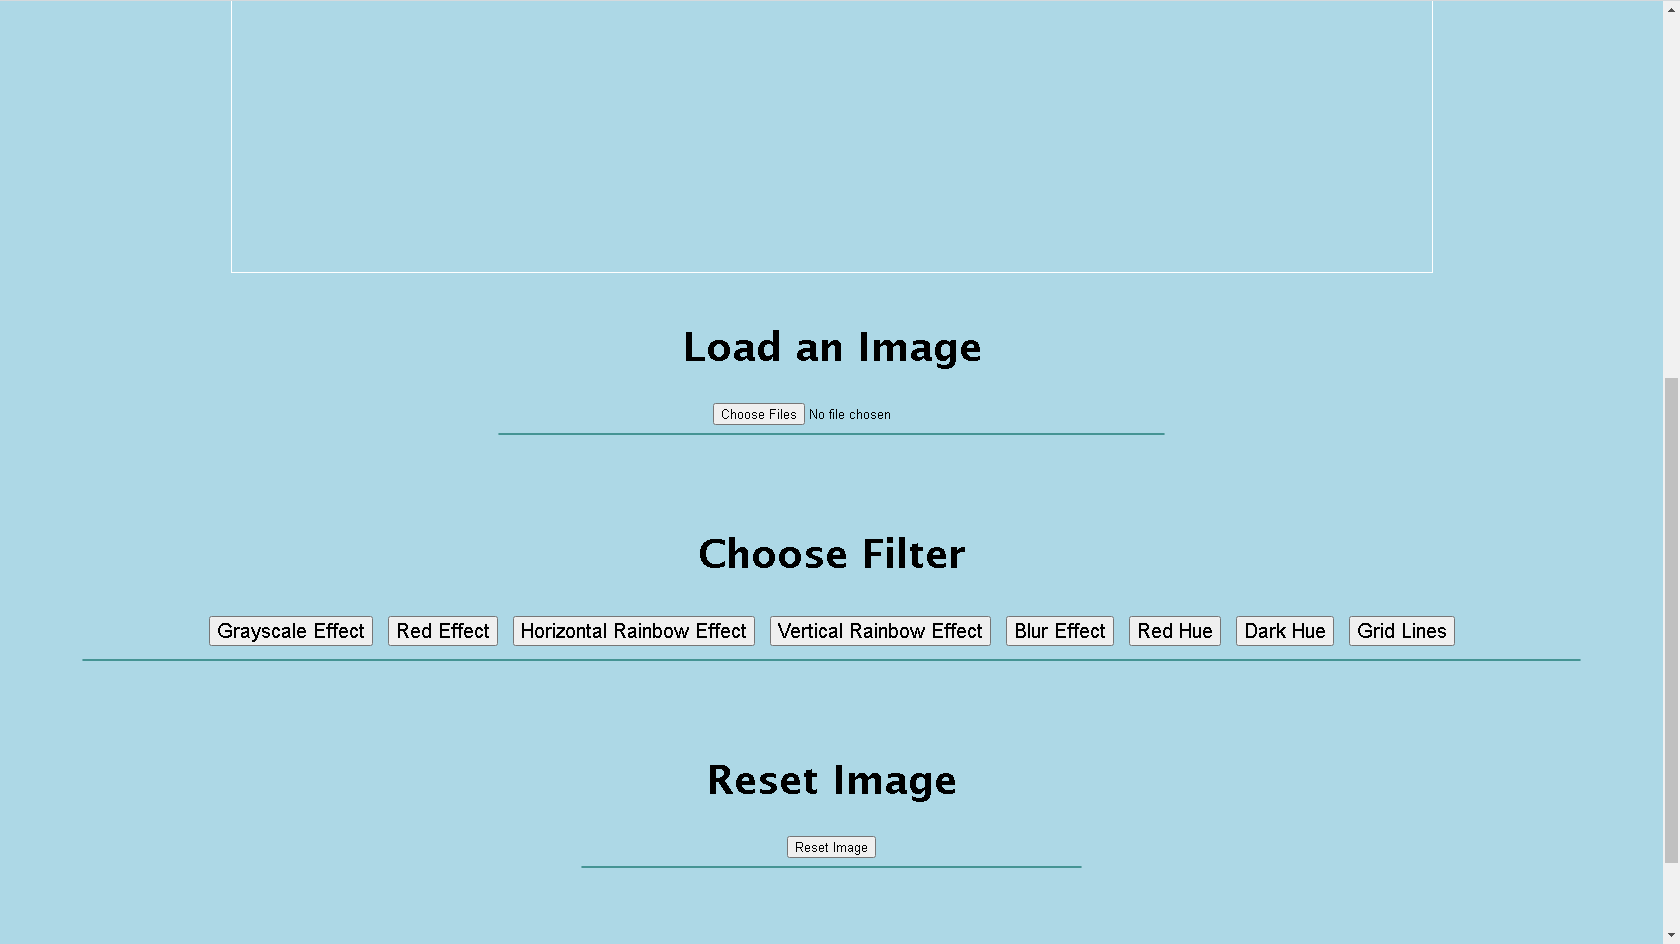 Load an Image
Choose Files No file chosen
Choose Filter
Grayscale Effect Red Effect Horizontal Rainbow Effect Vertical Rainbow Effect Blur Effect Red Hue Dark Hue Grid Lines
Reset Image
Reset Image